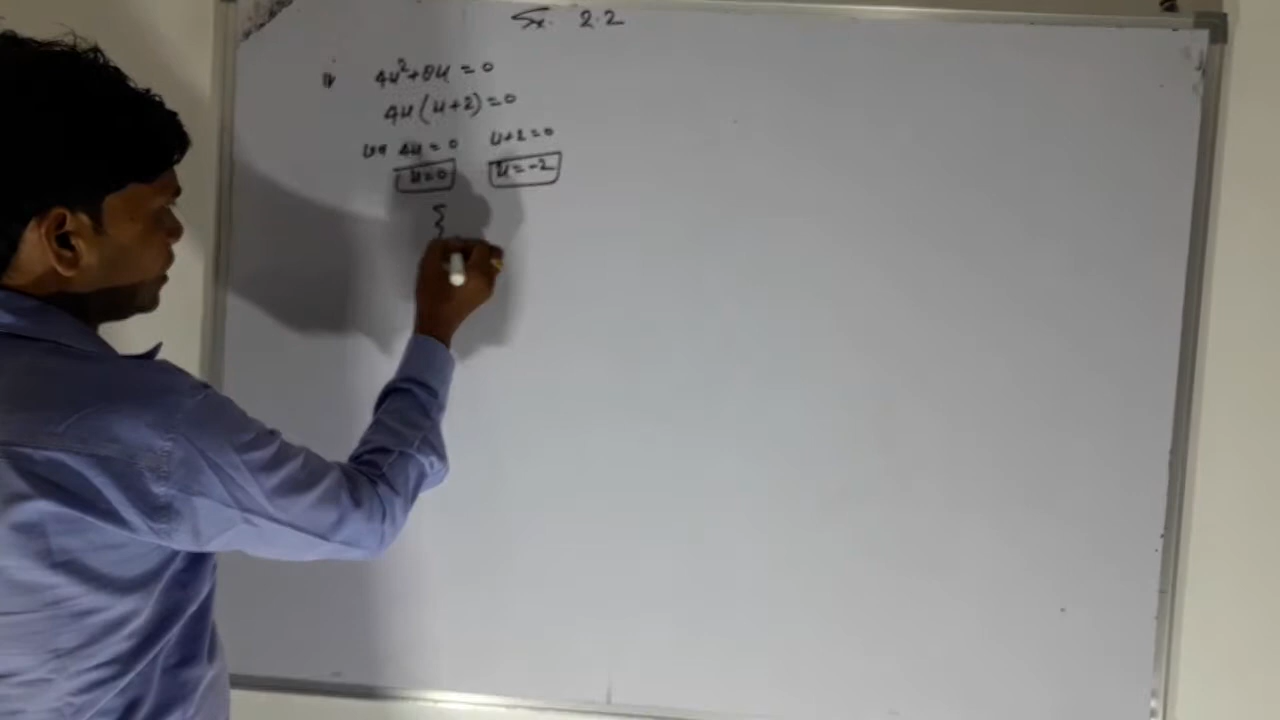 Ex. 2.2
4u²+8u =0
4u(u+2)=0
4u=0 u+2=0
u=0 u=-2
{